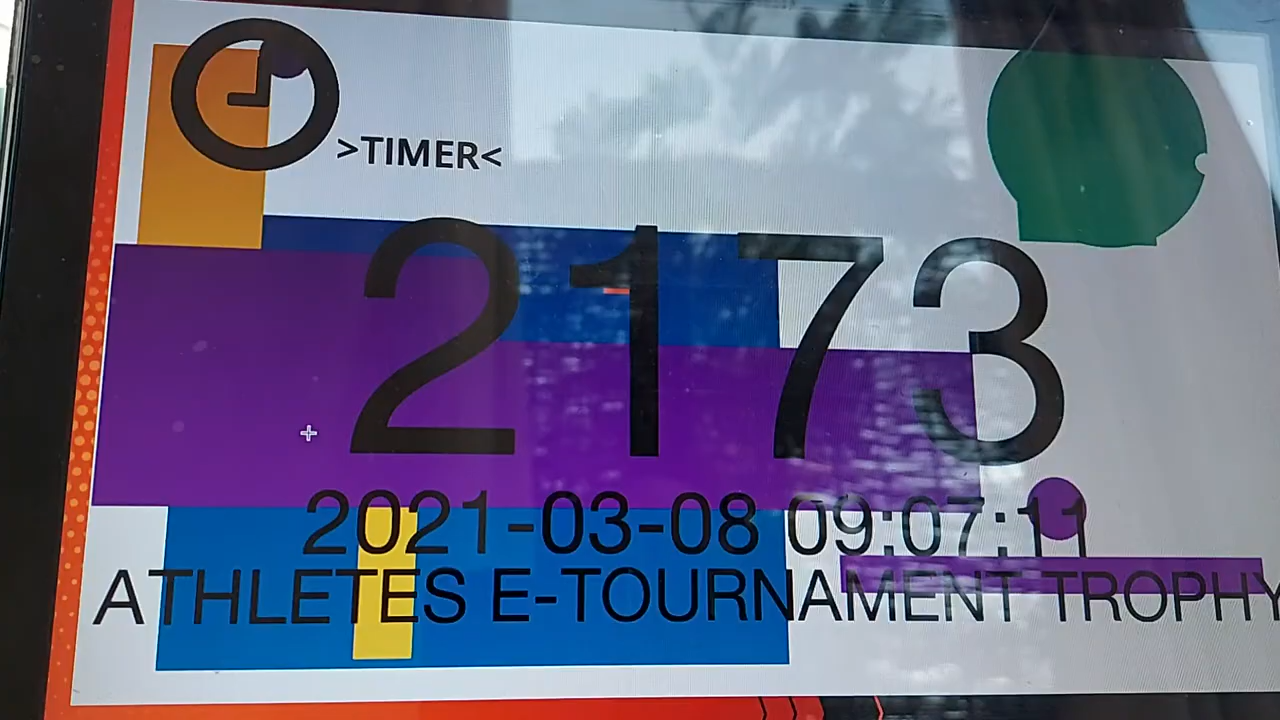 >TIMER<
2173
2021-03-08 09:07:11
ATHLETES E-TOURNAMENT TROPHY